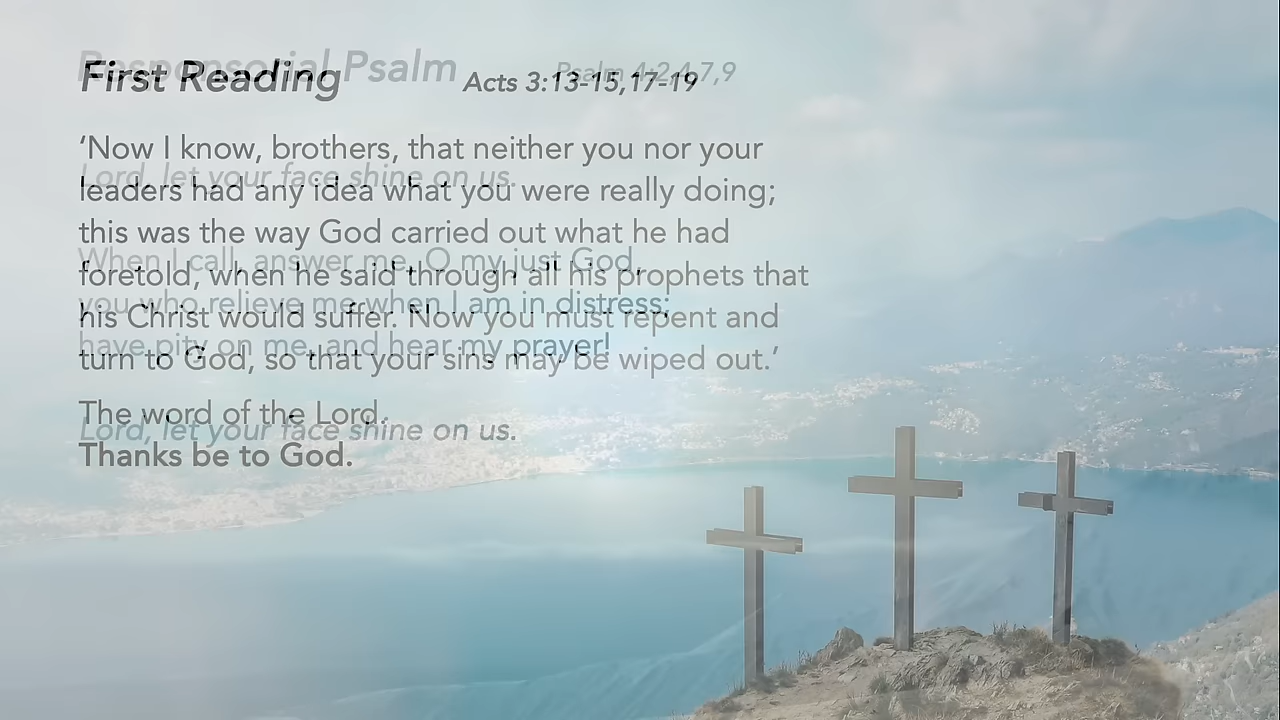 First Reading Acts 3:13-15,17-19
‘Now I know, brothers, that neither you nor your
leaders had any idea what you were really doing;
this was the way God carried out what he had
foretold, when he said through all his prophets that
his Christ would suffer. Now you must repent and
turn to God, so that your sins may be wiped out.’
The word of the Lord.
Thanks be to God.
Responsorial Psalm Psalm 4:2,4,7,9
Lord, let your face shine on us.
When I call, answer me, O my just God,
you who relieve me when I am in distress;
have pity on me, and hear my prayer!
Lord, let your face shine on us.